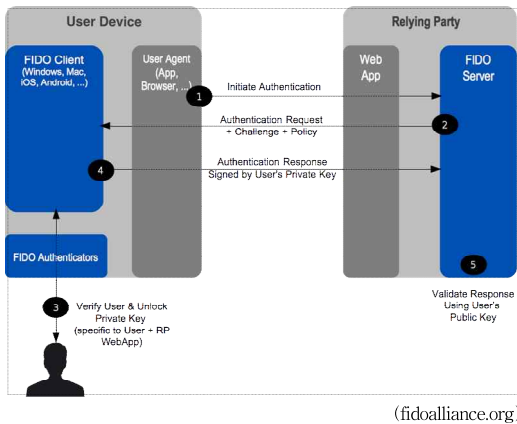 User Device
Relying Party
FIDO Client
(Windows, Mac,
iOS, Android, ...)
User Agent
(App,
Browser, ...)
Web
App
FIDO
Server
1
Initiate Authentication
Authentication Request
+ Challenge + Policy
2
4
Authentication Response
Signed by User's Private Key
FIDO Authenticators
5
3
Verify User & Unlock
Private Key
(specific to User + RP
WebApp)
Validate Response
Using User's
Public Key
(fidoalliance.org)